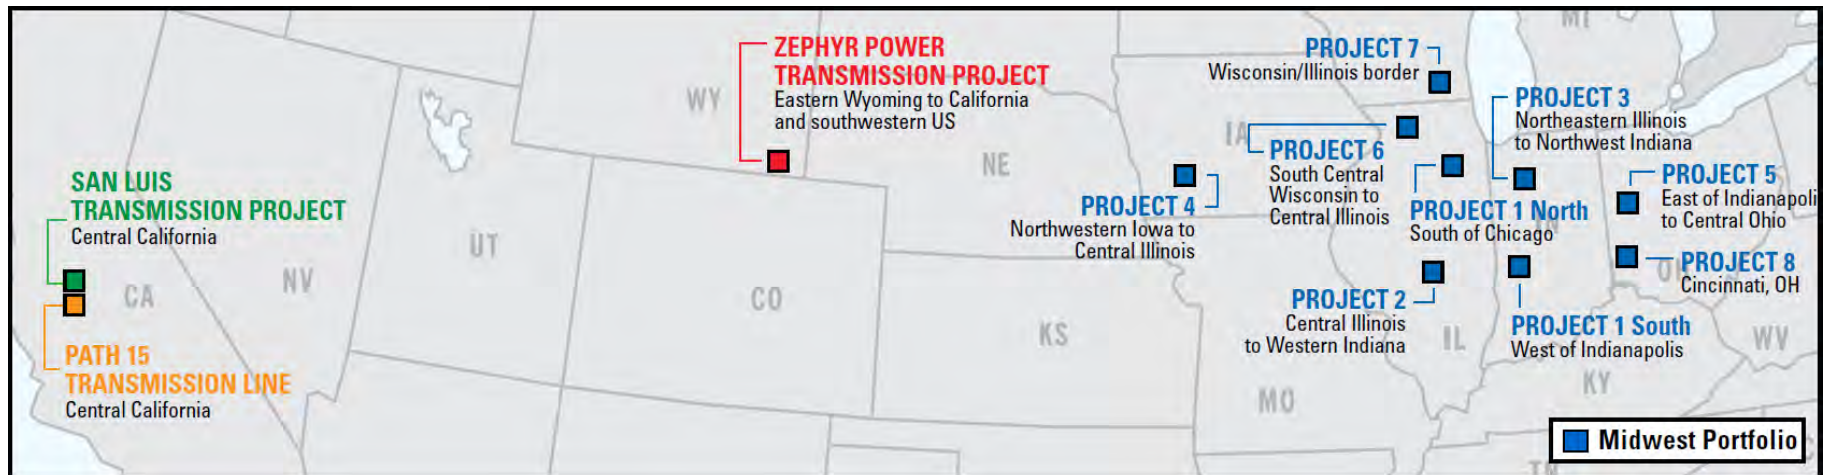 MI
ZEPHYR POWER
TRANSMISSION PROJECT
Eastern Wyoming to California
and southwestern US
WY
PROJECT 7
Wisconsin/Illinois border
PROJECT 3
Northeastern Illinois
to Northwest Indiana
IA
NE
PROJECT 6
South Central
Wisconsin to
Central Illinois
SAN LUIS
TRANSMISSION PROJECT
Central California
PROJECT 4
Northwestern Iowa to
Central Illinois
PROJECT 1 North
South of Chicago
IN
PROJECT 5
East of Indianapoli
to Central Ohio
UT
NV
CA
CO
PROJECT 8
Cincinnati, OH
OH
PROJECT 2
Central Illinois
to Western Indiana
KS
IL
PROJECT 1 South
West of Indianapolis
WV
PATH 15
TRANSMISSION LINE
Central California
KY
MO
Midwest Portfolio
TN